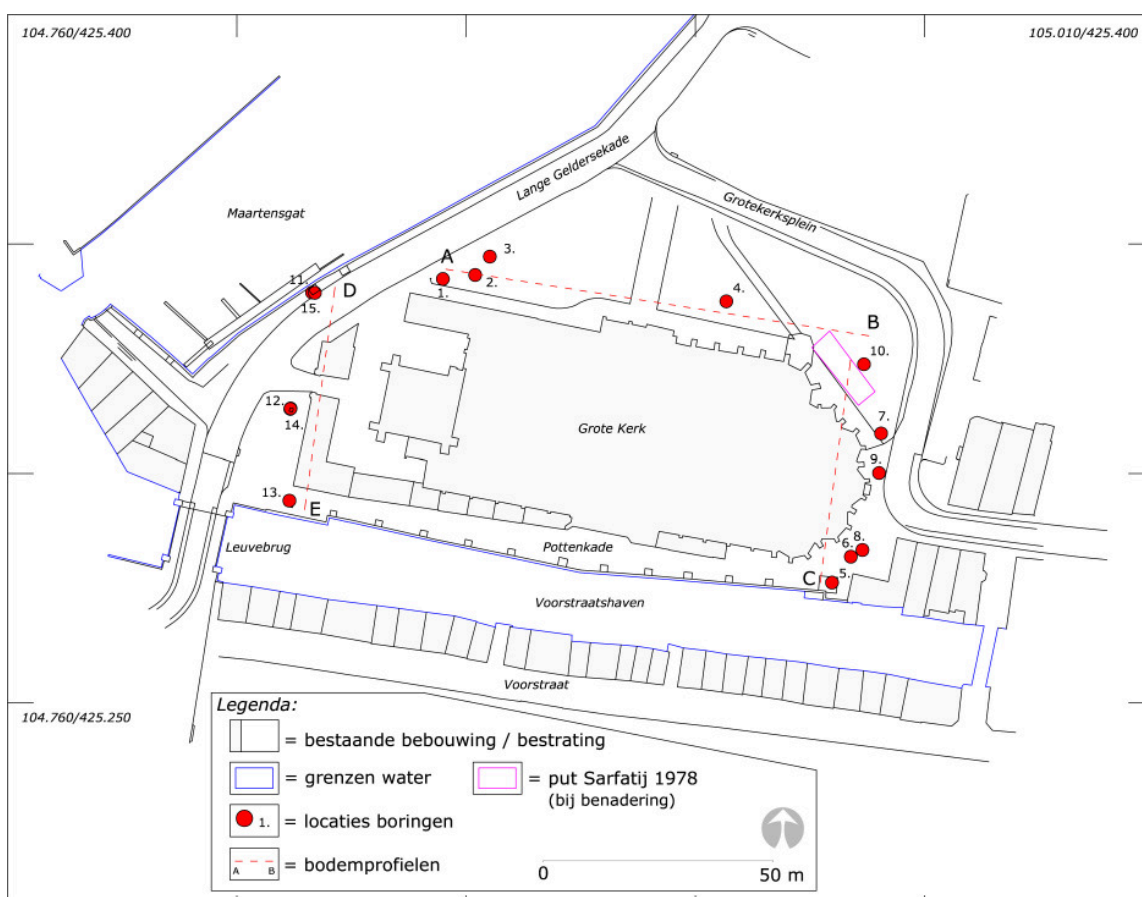 104.760/425.400
105.010/425.400
Lange Geldersekade
Grotekerksplein
Maartensgat
3.
A
2.
1.
11.
15.
D
4.
B
10.
12.
14.
Grote Kerk
7.
9.
13.
E
Leuvebrug
Pottenkade
6.
8.
C
5.
Voorstraatshaven
Voorstraat
104.760/425.250
Legenda:
= bestaande bebouwing / bestrating
= grenzen water
= put Sarfatij 1978
(bij benadering)
1.
= locaties boringen
A B
= bodemprofielen
0
50 m